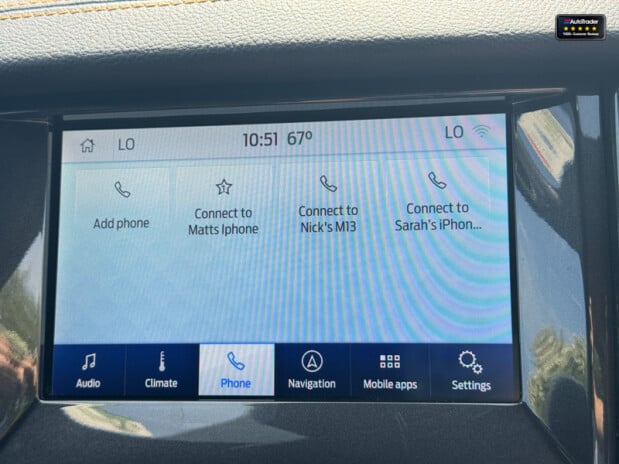 AutoTrader
LO 10:51 67° LO
Add phone
Connect to
Matts Iphone
Connect to
Nick's M13
Connect to
Sarah's iPhon...
Audio
Climate
Phone
Navigation
Mobile apps
Settings